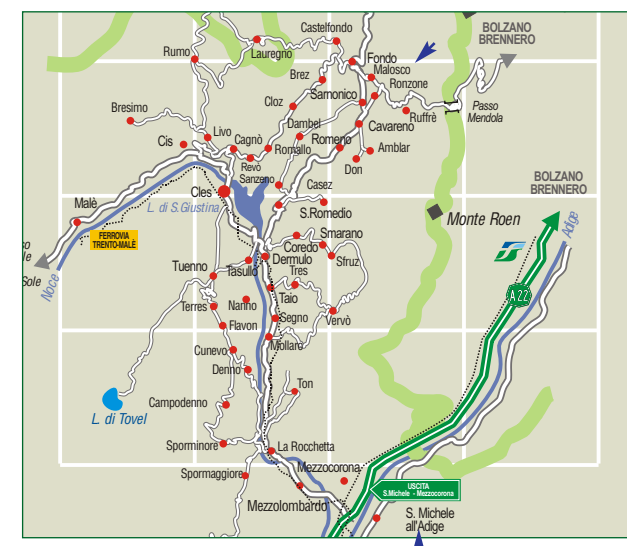 Castelfondo
BOLZANO
BRENNERO
Rumo
Lauregno
Fondo
Malosco
Brez
Ronzone
Sarnonico
Bresimo
Cloz
Ruffrè
Passo
Mendola
Dambel
Cavareno
Livo
Cis
Cagnò
Romeno
Romallo
Amblar
Revò
Don
Sanzeno
Casez
BOLZANO
BRENNERO
Cles
Malè
L. di S.Giustina
S.Romedio
Monte Roen
FERROVIA
TRENTO-MALÈ
Smarano
Coredo
Adige
Dermulo
Sfruz
Sole
Noce
Tuenno
Tassullo
Tres
A 22
Nanno
Taio
Terres
Segno
Vervò
Flavon
Mollaro
Cunevo
Denno
Ton
L. di Tovel
Campodenno
Sporminore
La Rocchetta
Mezzocorona
Spormaggiore
USCITA
S.Michele - Mezzocorona
Mezzolombardo
S. Michele
all'Adige